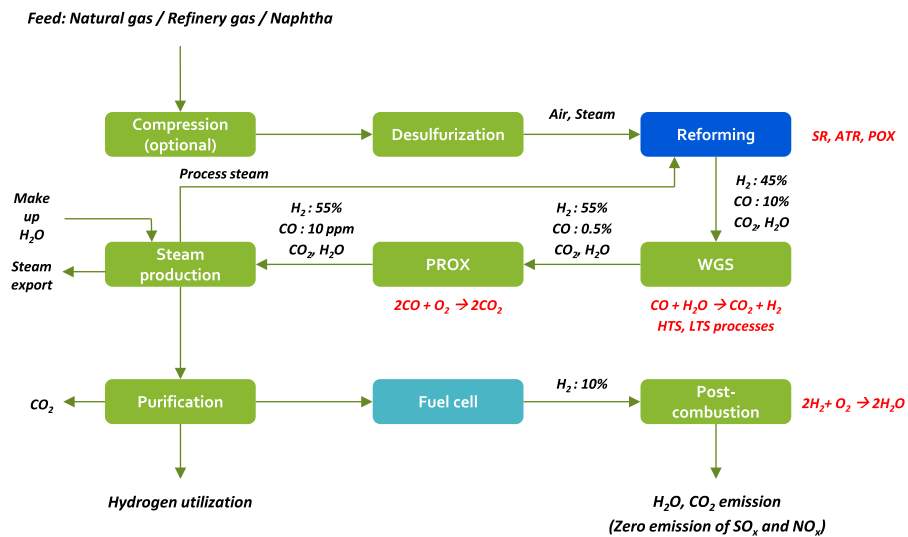 Feed: Natural gas / Refinery gas / Naphtha
Compression
(optional)
Desulfurization
Air, Steam
Reforming
SR, ATR, POX
Process steam
H₂ : 45%
CO : 10%
CO₂, H₂O
Make
up
H₂O
H₂ : 55%
CO : 10 ppm
CO₂, H₂O
H₂ : 55%
CO : 0.5%
CO₂, H₂O
Steam
production
PROX
WGS
Steam
export
2CO + O₂ → 2CO₂
CO + H₂O → CO₂ + H₂
HTS, LTS processes
CO₂
Purification
Fuel cell
H₂ : 10%
Post-
combustion
2H₂+ O₂ → 2H₂O
Hydrogen utilization
H₂O, CO₂ emission
(Zero emission of SOₓ and NOₓ)